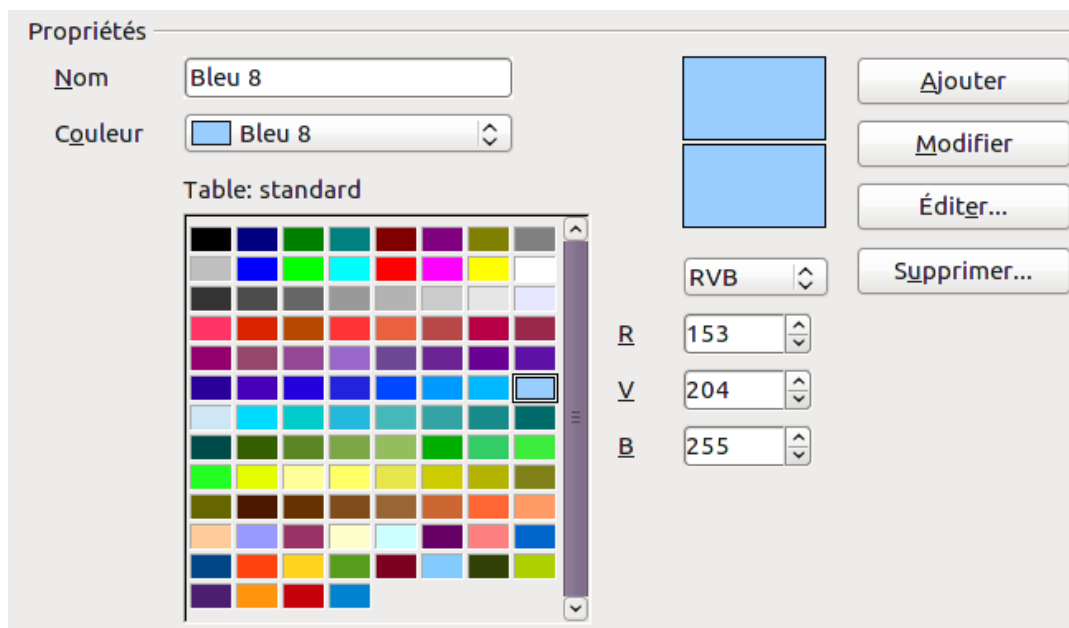 Propriétés
Nom
Bleu 8
Ajouter
Couleur
Bleu 8
Modifier
Table: standard
Éditer...
RVB
Supprimer...
R
153
V
204
B
255